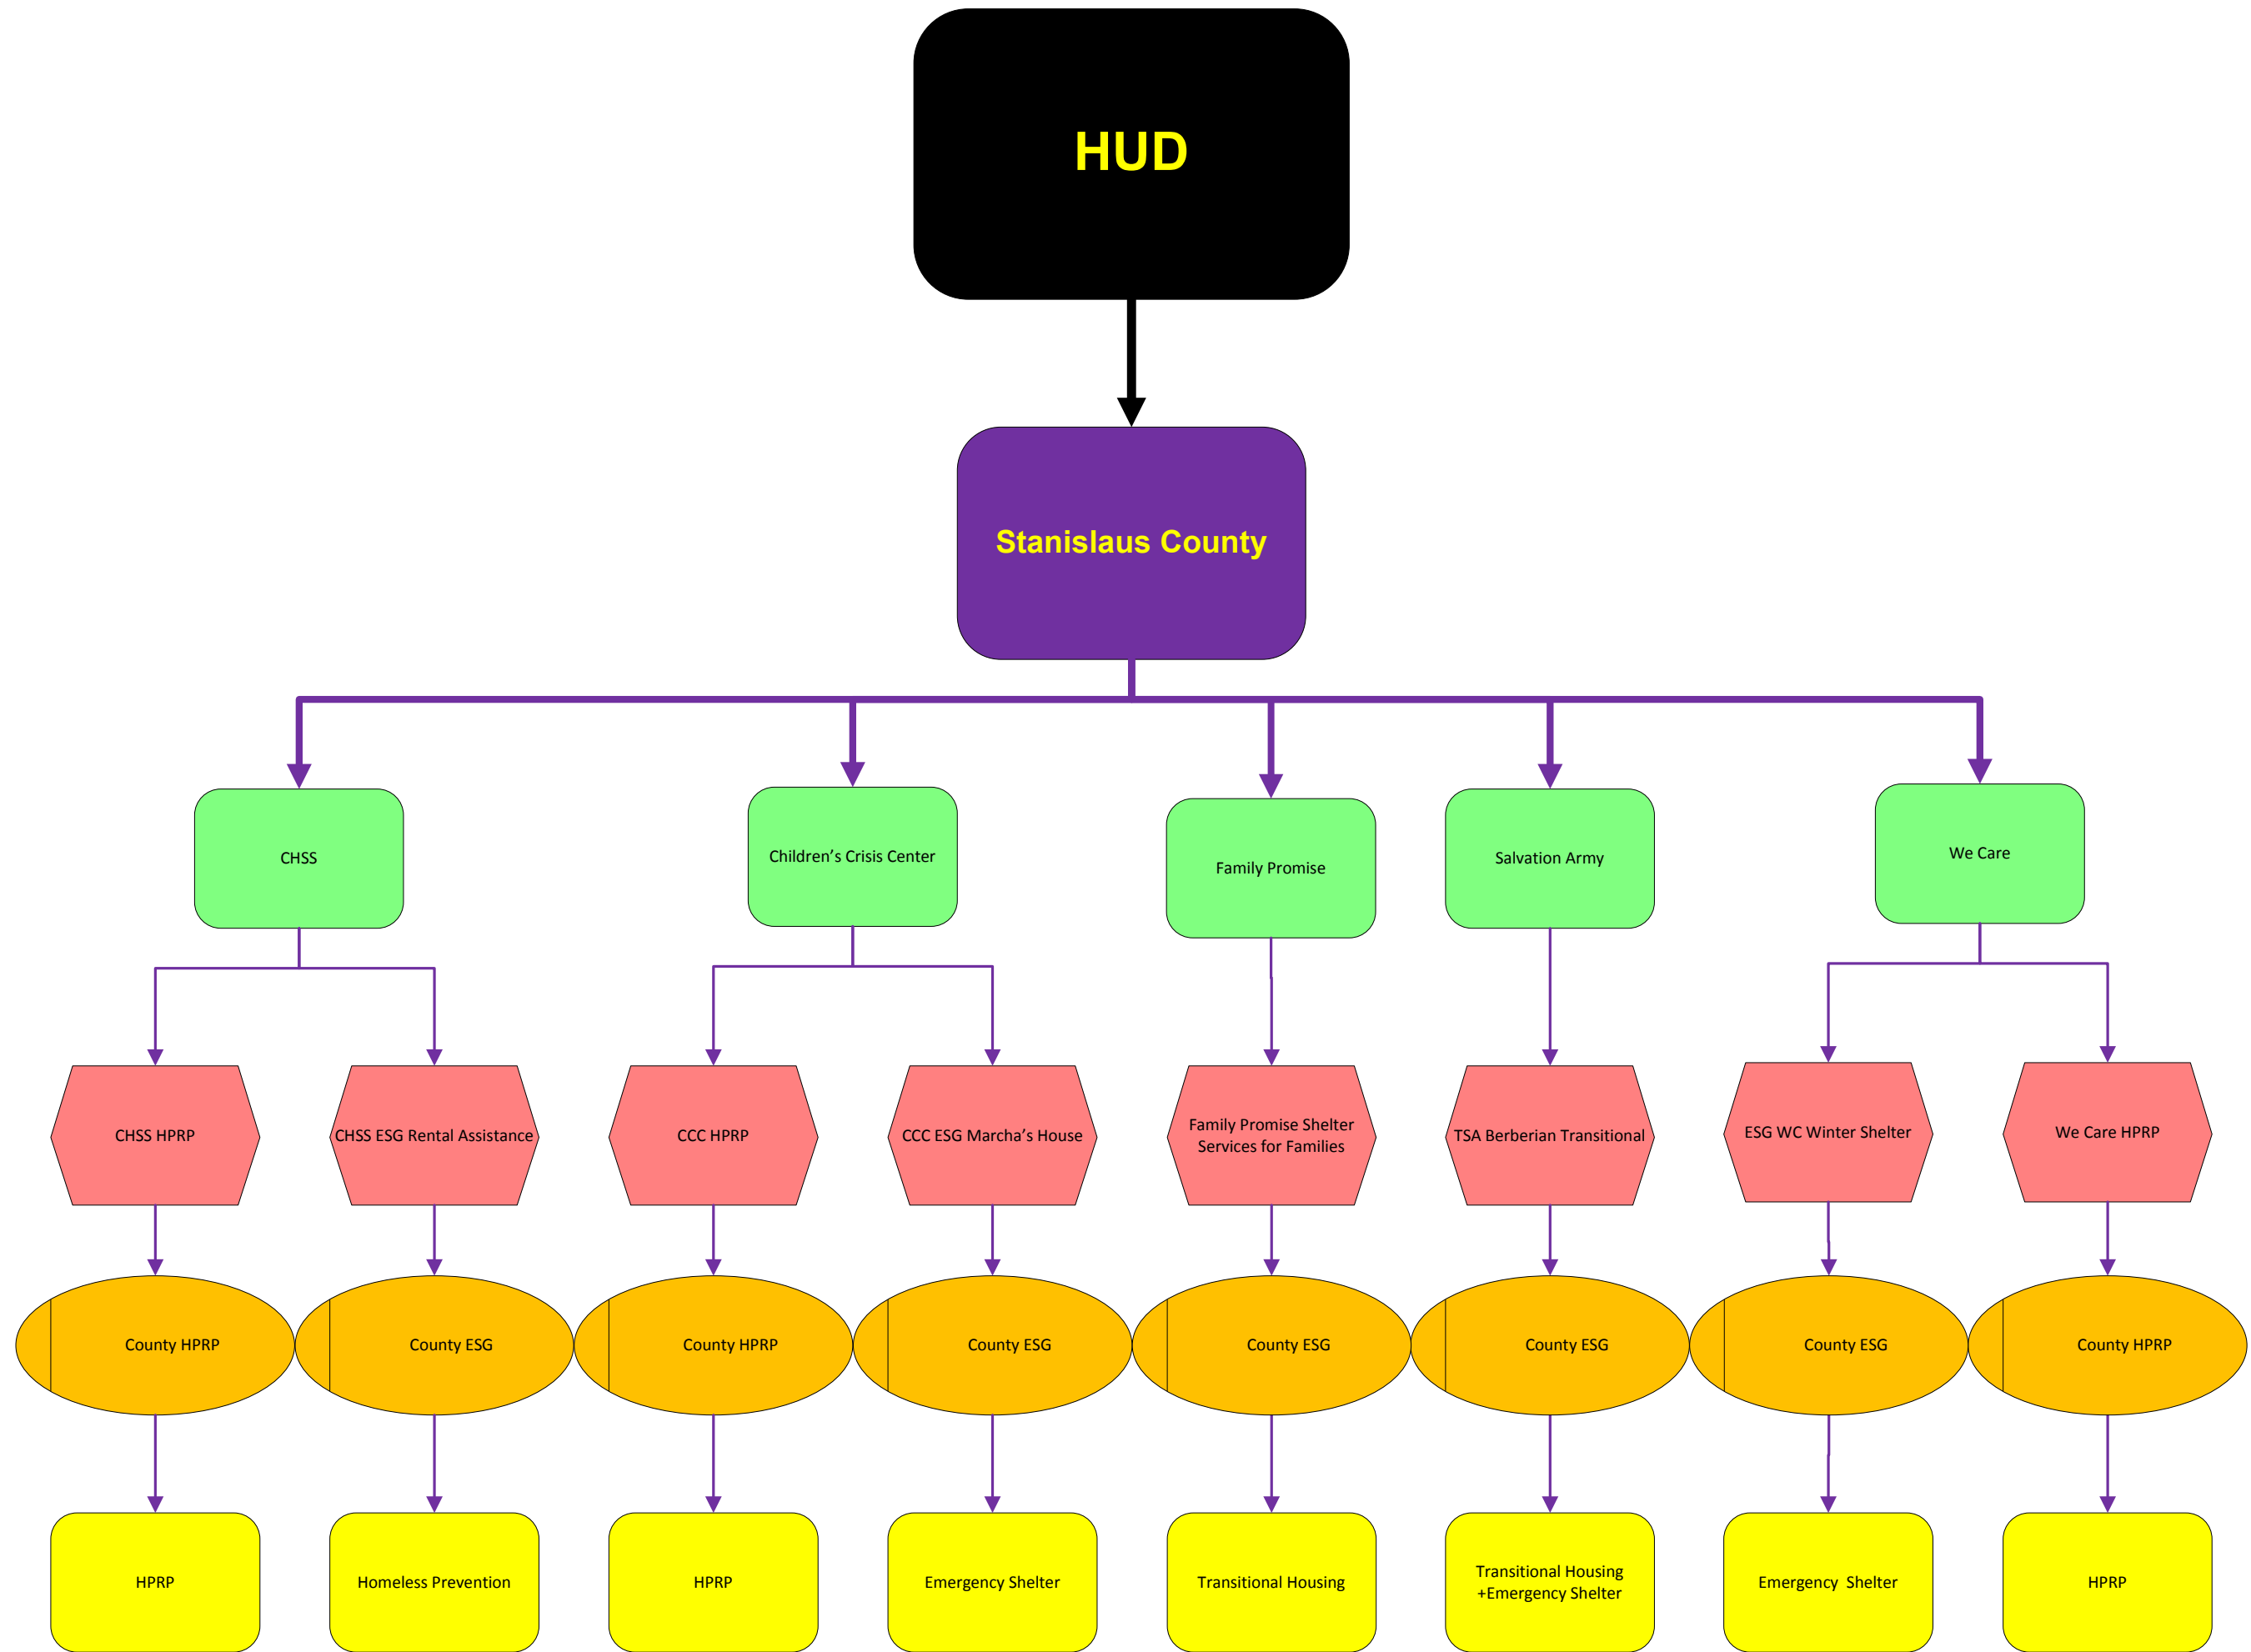 HUD
Stanislaus County
CHSS
Children's Crisis Center
Family Promise
Salvation Army
We Care
CHSS HPRP
CHSS ESG Rental Assistance
CCC HPRP
CCC ESG Marcha's House
Family Promise Shelter
Services for Families
TSA Berberian Transitional
ESG WC Winter Shelter
We Care HPRP
County HPRP
County ESG
County HPRP
County ESG
County ESG
County ESG
County ESG
County HPRP
HPRP
Homeless Prevention
HPRP
Emergency Shelter
Transitional Housing
Transitional Housing
+Emergency Shelter
Emergency  Shelter
HPRP